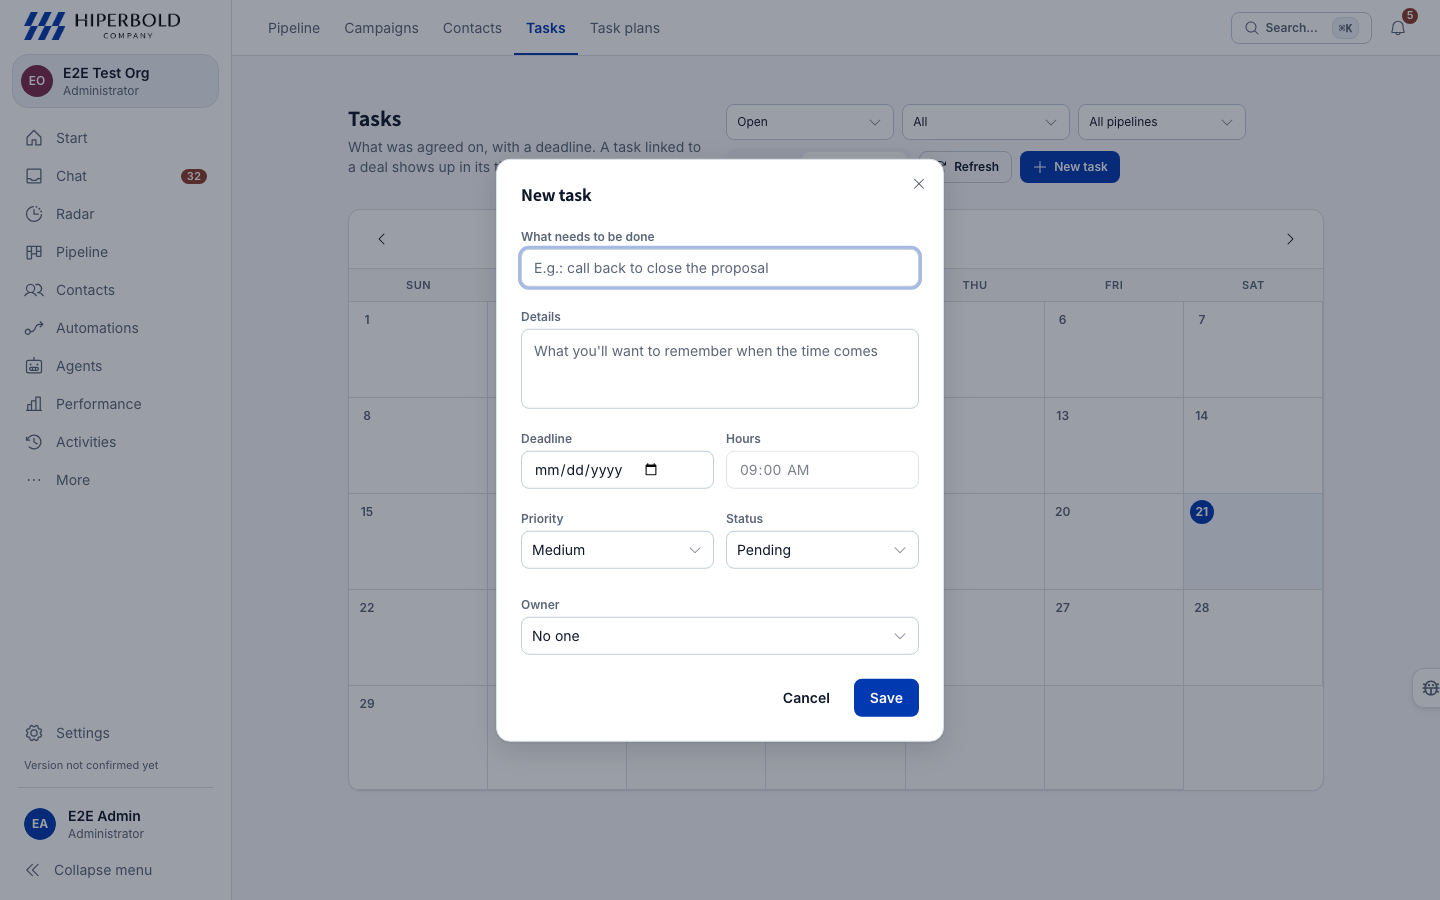 HIPERBOLD
COMPANY
EO
E2E Test Org
Administrator
Start
Chat
32
Radar
Pipeline
Contacts
Automations
Agents
Performance
Activities
More
Settings
Version not confirmed yet
EA
E2E Admin
Administrator
Collapse menu
Pipeline
Campaigns
Contacts
Tasks
Task plans
Search...
⌘K
5
Tasks
What was agreed on, with a deadline. A task linked to
a deal shows up in its
Open
All
All pipelines
Refresh
New task
SUN
THU
FRI
SAT
1
6
7
8
13
14
15
20
21
22
27
28
29
New task
What needs to be done
E.g.: call back to close the proposal
Details
What you'll want to remember when the time comes
Deadline
Hours
mm/dd/yyyy
09:00 AM
Priority
Status
Medium
Pending
Owner
No one
Cancel
Save